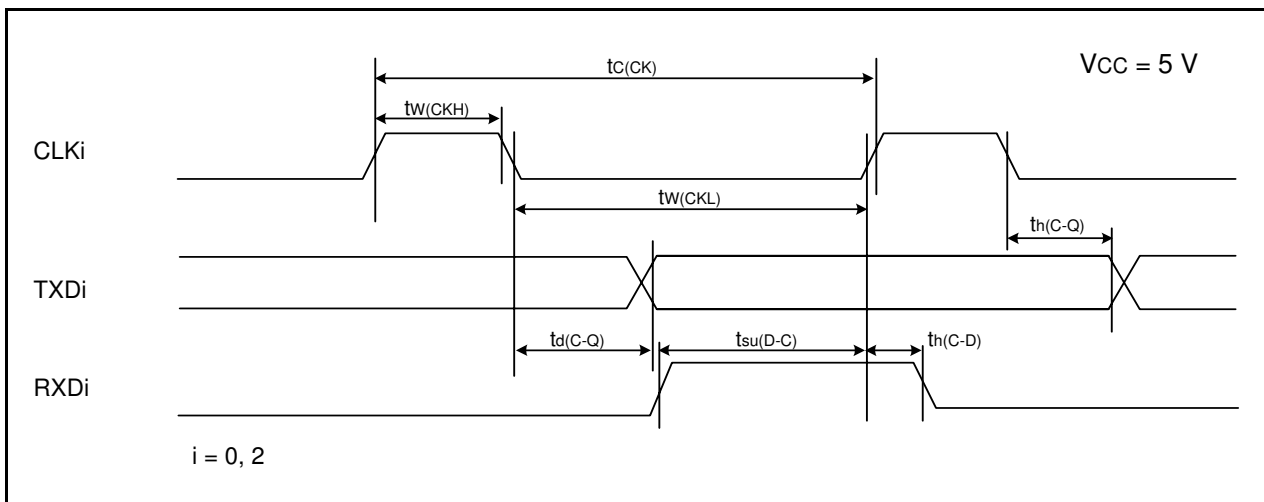 tC(CK)
VCC = 5 V
tW(CKH)
CLKi
tW(CKL)
th(C-Q)
TXDi
td(C-Q)
tsu(D-C)
th(C-D)
RXDi
i = 0, 2